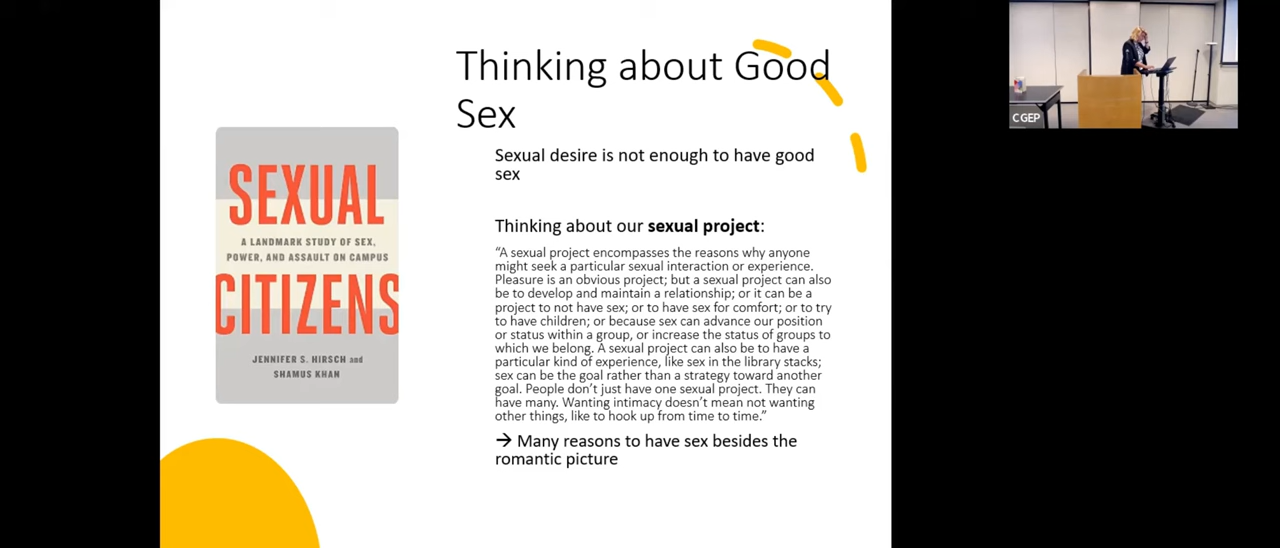 Thinking about Good
Sex
SEXUAL
A LANDMARK STUDY OF SEX,
POWER, AND ASSAULT ON CAMPUS
CITIZENS
JENNIFER S. HIRSCH and
SHAMUS KHAN
Sexual desire is not enough to have good
sex
Thinking about our sexual project:
“A sexual project encompasses the reasons why anyone
might seek a particular sexual interaction or experience.
Pleasure is an obvious project; but a sexual project can also
be to develop and maintain a relationship; or it can be a
project to not have sex; or to have sex for comfort; or to try
to have children; or because sex can advance our position
or status within a group, or increase the status of groups to
which we belong. A sexual project can also be to have a
particular kind of experience, like sex in the library stacks;
sex can be the goal rather than a strategy toward another
goal. People don’t just have one sexual project. They can
have many. Wanting intimacy doesn’t mean not wanting
other things, like to hook up from time to time.”
→ Many reasons to have sex besides the
romantic picture
CGEP